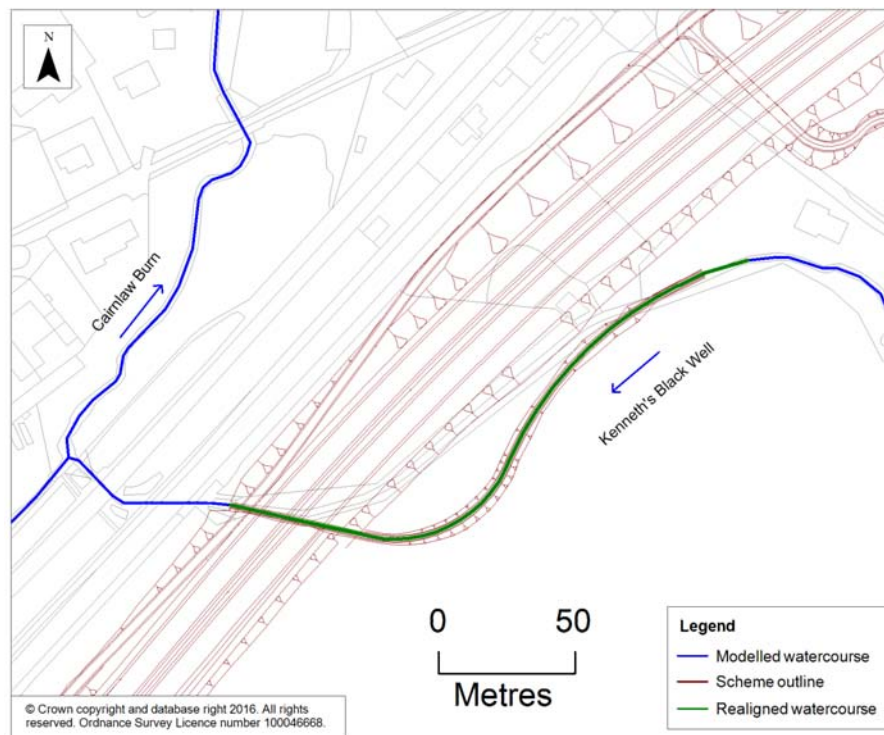 N
Cairnlaw Burn
Kenneth's Black Well
0 50
Metres
Legend
Modelled watercourse
Scheme outline
Realigned watercourse
© Crown copyright and database right 2016. All rights
reserved. Ordnance Survey Licence number 100046668.